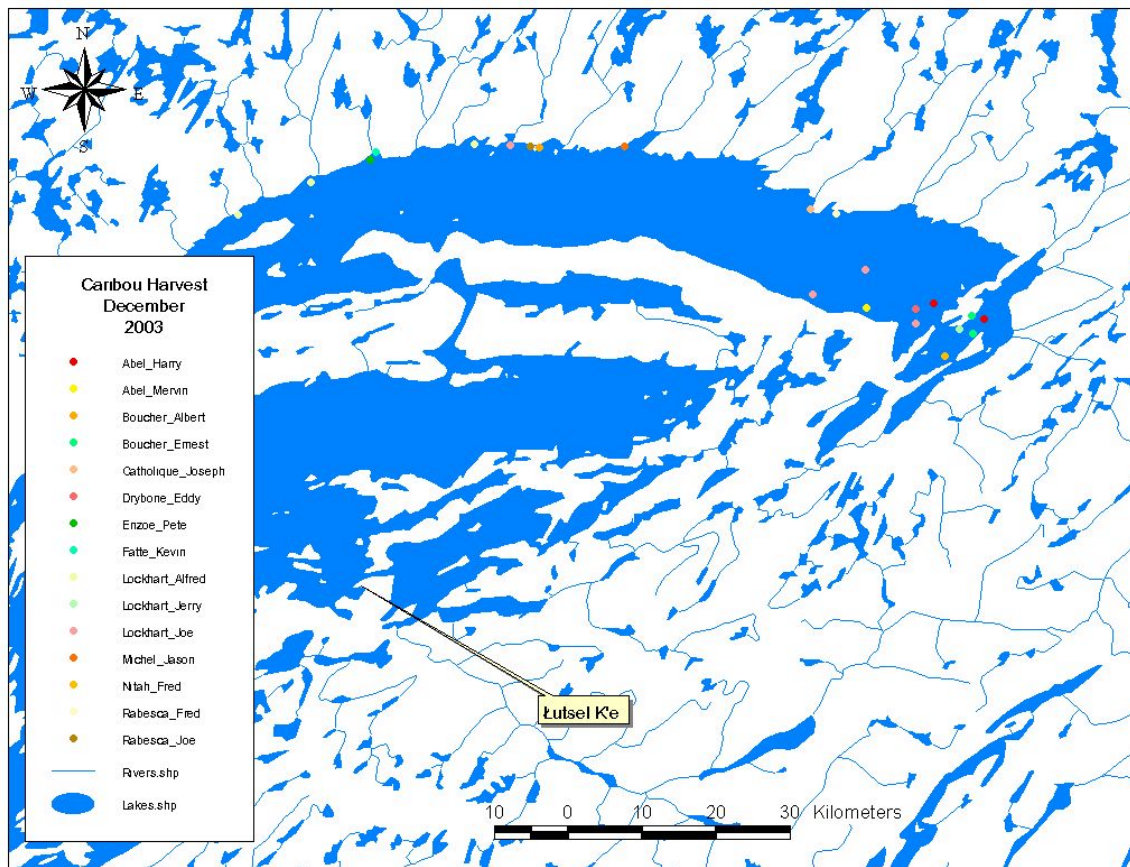 N
W
E
S
Caribou Harvest
December
2003
Abel_Harry
Abel_Mervin
Boucher_Albert
Boucher_Ernest
Catholique_Joseph
Drybone_Eddy
Enzoe_Pete
Fatte_Kevin
Lockhart_Alfred
Lockhart_Jerry
Lockhart_Joe
Michel_Jason
Nitah_Fred
Rabesca_Fred
Rabesca_Joe
Rivers.shp
Lakes.shp
Łutsel K'e
10 0 10 20 30 Kilometers